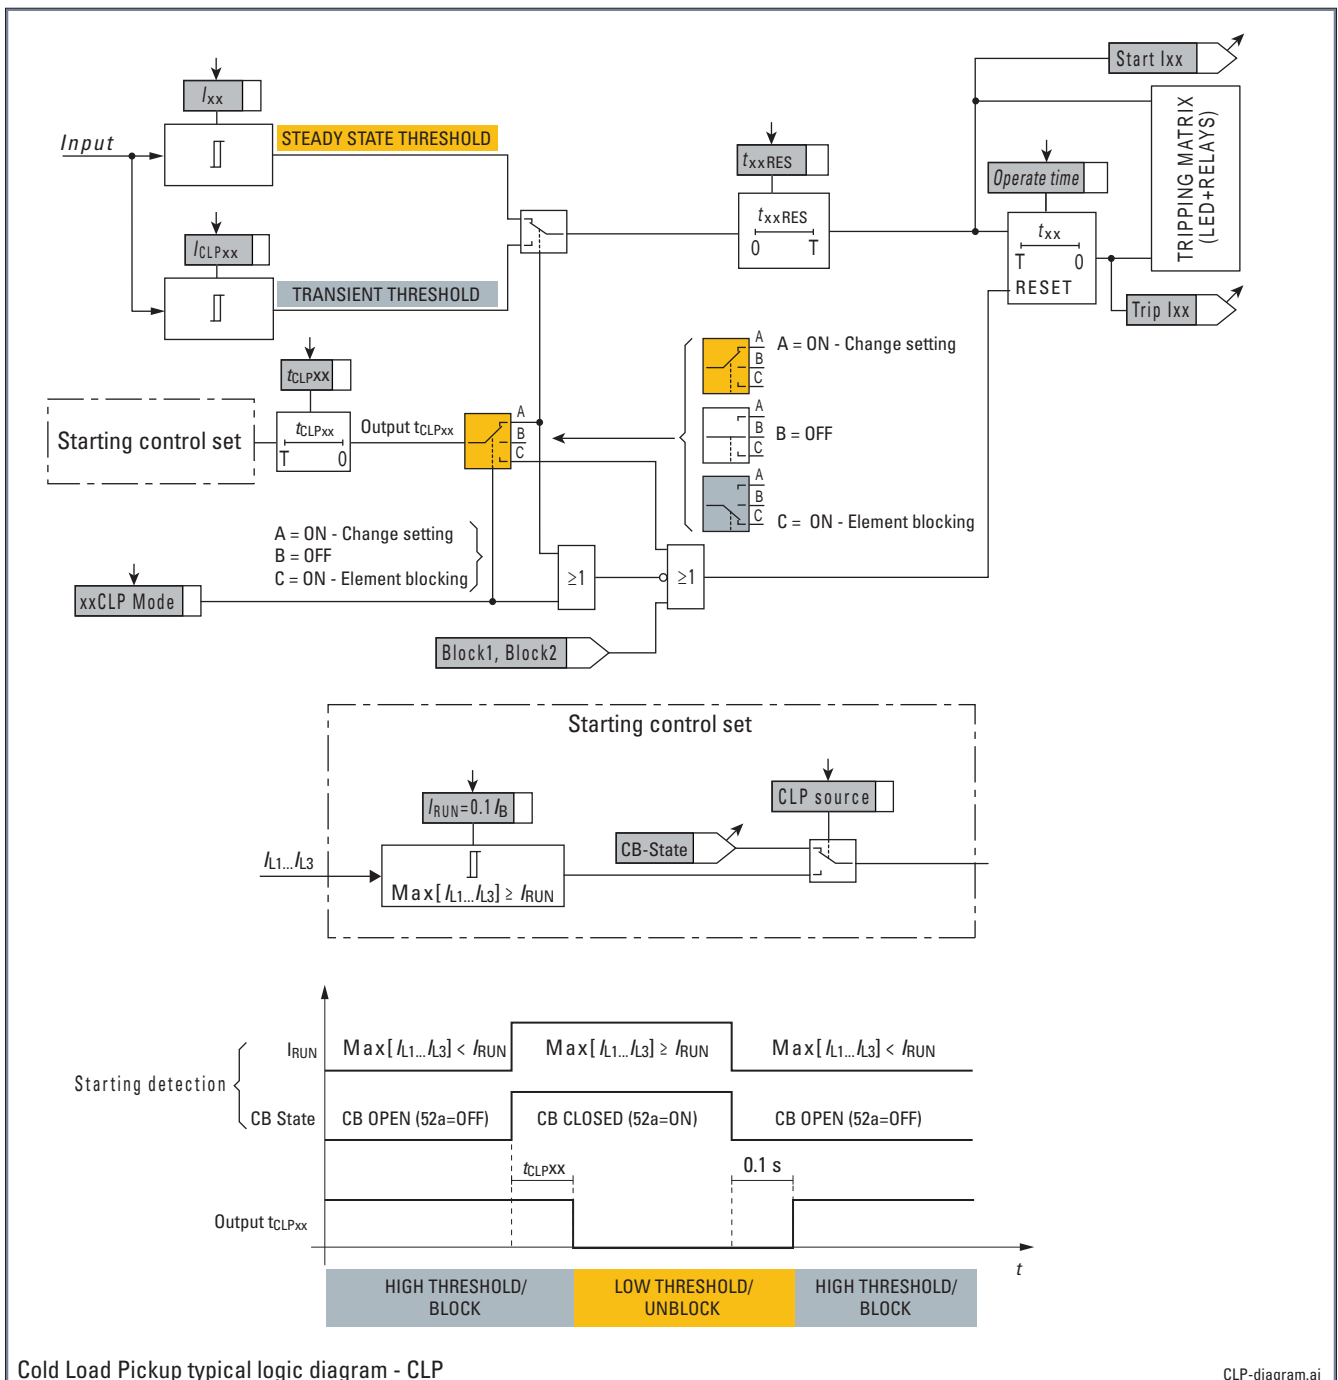 Start Ixx
Ixx
TRIPPING MATRIX
(LED+RELAYS)
Input
STEADY STATE THRESHOLD
txxRES
Operate time
ICLPxx
txxRES
0 T
txx
T 0
RESET
TRANSIENT THRESHOLD
Trip Ixx
A
B
C
A = ON - Change setting
tCLPxx
A
B
C
B = OFF
Starting control set
tCLPxx
T 0
Output tCLPxx
A
B
C
A
B
C
C = ON - Element blocking
A = ON - Change setting
B = OFF
C = ON - Element blocking
≥1
≥1
xxCLP Mode
Block1, Block2
Starting control set
IRUN=0.1 IB
CLP source
CB-State
IL1...IL3
Max[IL1...IL3] ≥ IRUN
Starting detection
IRUN
Max[IL1...IL3] < IRUN
Max[IL1...IL3] ≥ IRUN
Max[IL1...IL3] < IRUN
CB State
CB OPEN (52a=OFF)
CB CLOSED (52a=ON)
CB OPEN (52a=OFF)
tCLPxx
0.1 s
Output tCLPxx
t
HIGH THRESHOLD/
BLOCK
LOW THRESHOLD/
UNBLOCK
HIGH THRESHOLD/
BLOCK
Cold Load Pickup typical logic diagram - CLP
CLP-diagram.ai